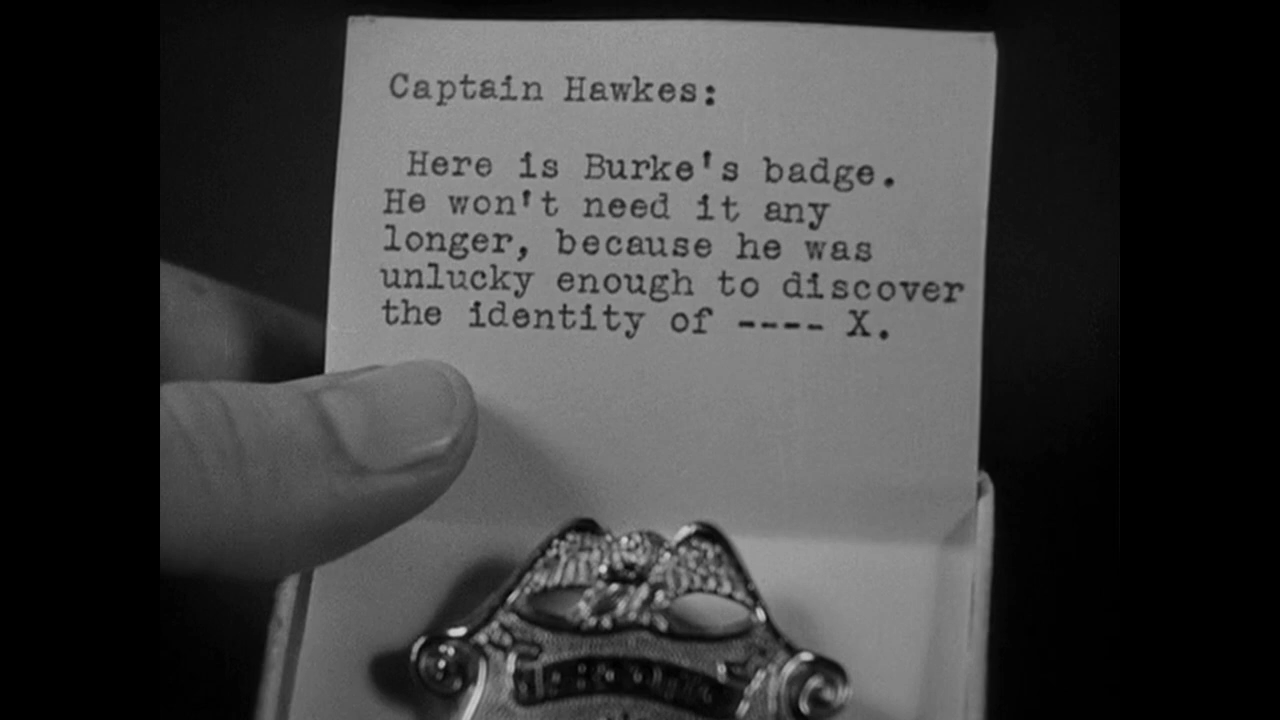 Captain Hawkes:
Here is Burke's badge.
He won't need it any
longer, because he was
unlucky enough to discover
the identity of ---- X.